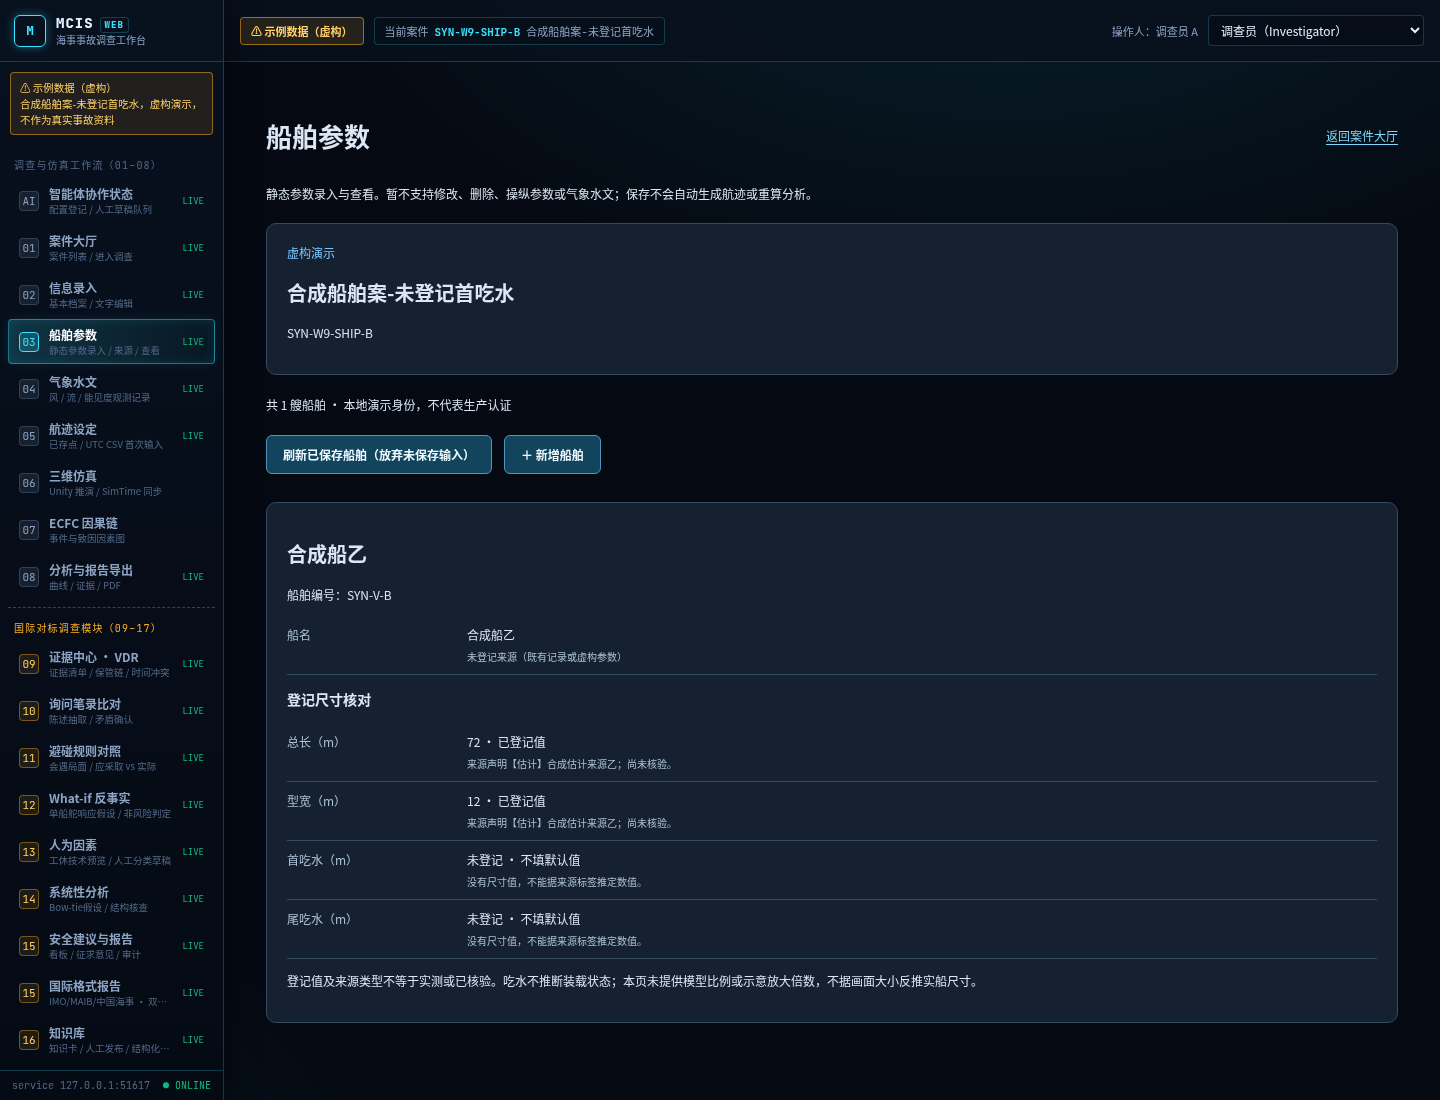 M
MCIS WEB
海事事故调查工作台
⚠ 示例数据（虚构）
合成船舶案-未登记首吃水，虚构演示，
不作为真实事故资料
调查与仿真工作流（01-08）
AI 智能体协作状态 LIVE
配置登记 / 人工草稿队列
01 案件大厅 LIVE
案件列表 / 进入调查
02 信息录入 LIVE
基本档案 / 文字编辑
03 船舶参数 LIVE
静态参数录入 / 来源 / 查看
04 气象水文 LIVE
风 / 流 / 能见度观测记录
05 航迹设定 LIVE
已存点 / UTC CSV 首次输入
06 三维仿真
Unity 推演 / SimTime 同步
07 ECFC 因果链
事件与致因因素图
08 分析与报告导出 LIVE
曲线 / 证据 / PDF
国际对标调查模块（09-17）
09 证据中心 · VDR LIVE
证据清单 / 保管链 / 时间冲突
10 询问笔录比对 LIVE
陈述抽取 / 矛盾确认
11 避碰规则对照 LIVE
会遇局面 / 应采取 vs 实际
12 What-if 反事实 LIVE
单船舵响应假设 / 非风险判定
13 人为因素 LIVE
工休技术预览 / 人工分类草稿
14 系统性分析 LIVE
Bow-tie假设 / 结构核查
15 安全建议与报告 LIVE
看板 / 征求意见 / 审计
15 国际格式报告 LIVE
IMO/MAIB/中国海事 · 双…
16 知识库 LIVE
知识卡 / 人工发布 / 结构化…
service 127.0.0.1:51617 ● ONLINE
⚠ 示例数据（虚构）
当前案件 SYN-W9-SHIP-B 合成船舶案-未登记首吃水
操作人：调查员 A
调查员（Investigator）
船舶参数
返回案件大厅
静态参数录入与查看。暂不支持修改、删除、操纵参数或气象水文；保存不会自动生成航迹或重算分析。
虚构演示
合成船舶案-未登记首吃水
SYN-W9-SHIP-B
共 1 艘船舶 · 本地演示身份，不代表生产认证
刷新已保存船舶（放弃未保存输入）
＋ 新增船舶
合成船乙
船舶编号：SYN-V-B
船名 合成船乙
未登记来源（既有记录或虚构参数）
登记尺寸核对
总长（m） 72 · 已登记值
来源声明【估计】合成估计来源乙；尚未核验。
型宽（m） 12 · 已登记值
来源声明【估计】合成估计来源乙；尚未核验。
首吃水（m） 未登记 · 不填默认值
没有尺寸值，不能据来源标签推定数值。
尾吃水（m） 未登记 · 不填默认值
没有尺寸值，不能据来源标签推定数值。
登记值及来源类型不等于实测或已核验。吃水不推断装载状态；本页未提供模型比例或示意放大倍数，不据画面大小反推实船尺寸。